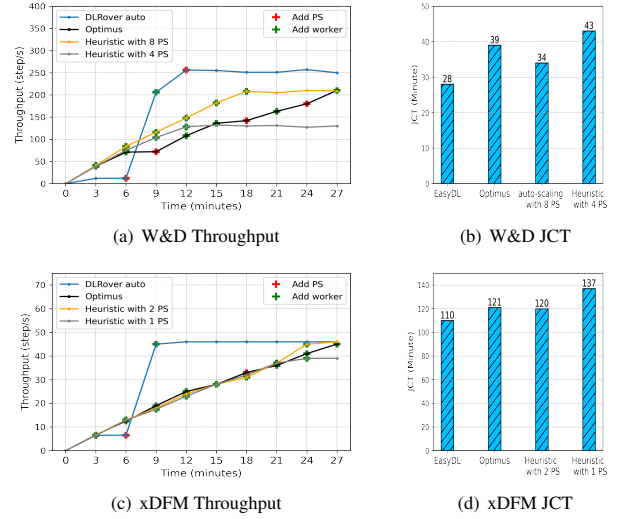 400
350
300
250
200
150
100
50
0
Throughput (step/s)
DLRover auto
Optimus
Heuristic with 8 PS
Heuristic with 4 PS
Add PS
Add worker
0 3 6 9 12 15 18 21 24 27
Time (minutes)
(a) W&D Throughput
50
40
30
20
10
0
JCT (Minute)
28
39
34
43
EasyDL Optimus auto-scaling Heuristic
with 8 PS with 4 PS
(b) W&D JCT
70
60
50
40
30
20
10
0
Throughput (step/s)
DLRover auto
Optimus
Heuristic with 2 PS
Heuristic with 1 PS
Add PS
Add worker
0 3 6 9 12 15 18 21 24 27
Time (minutes)
(c) xDFM Throughput
140
120
100
80
60
40
20
0
JCT (Minute)
110
121
120
137
EasyDL Optimus Heuristic Heuristic
with 2 PS with 1 PS
(d) xDFM JCT